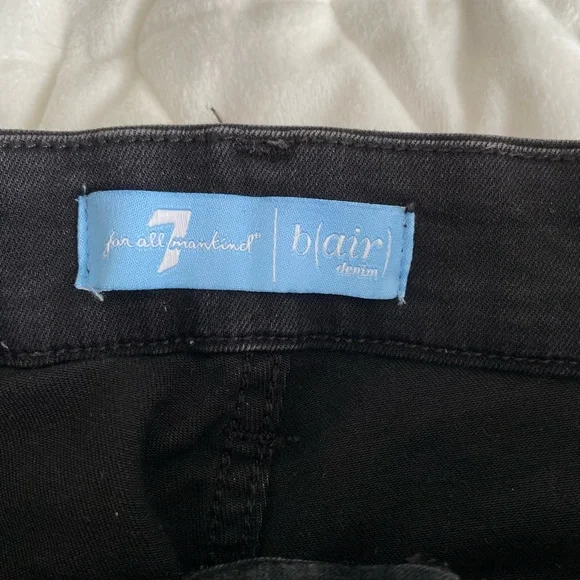 7
for all mankind®
b(air)
denim